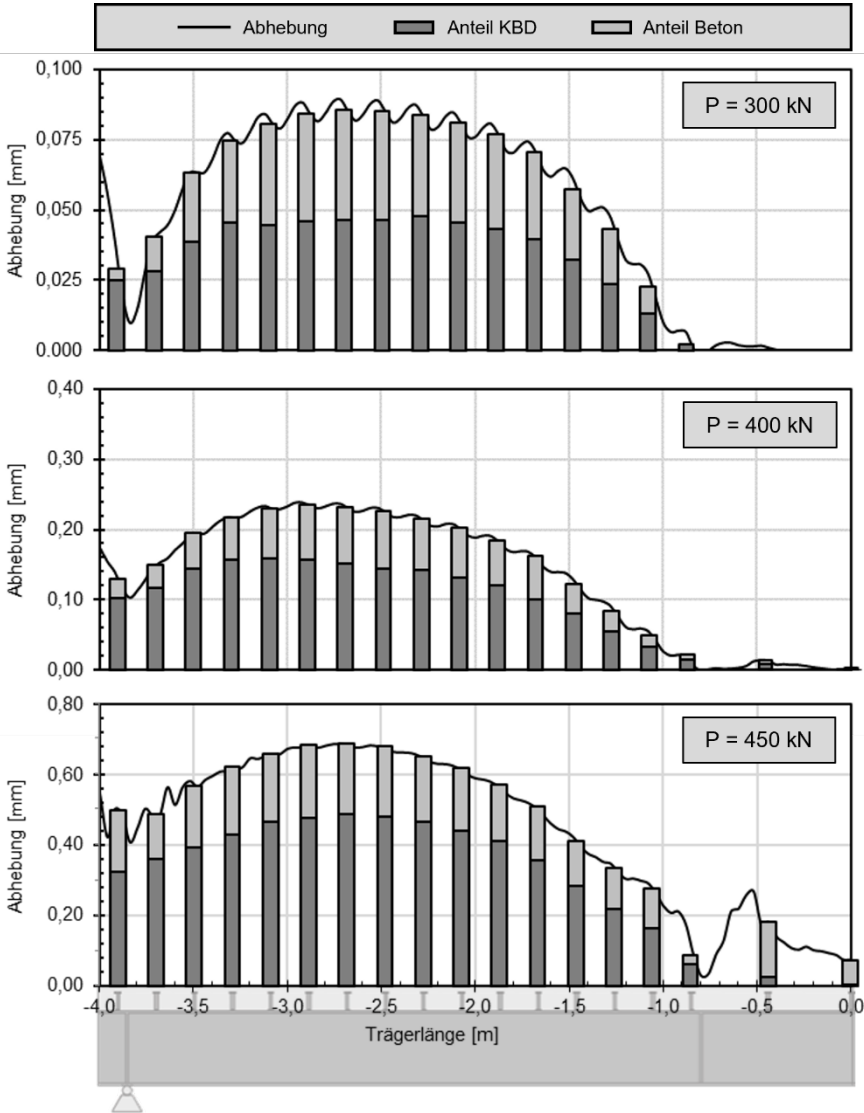 Abhebung Anteil KBD Anteil Beton
0,100
0,075
0,050
0,025
0.000
Abhebung [mm]
P = 300 kN
0,40
0,30
0,20
0,10
0,00
Abhebung [mm]
P = 400 kN
0,80
0,60
0,40
0,20
0,00
Abhebung [mm]
P = 450 kN
-4,0 -3,5 -3,0 -2,5 -2,0 -1,5 -1,0 -0,5 0,0
Trägerlänge [m]